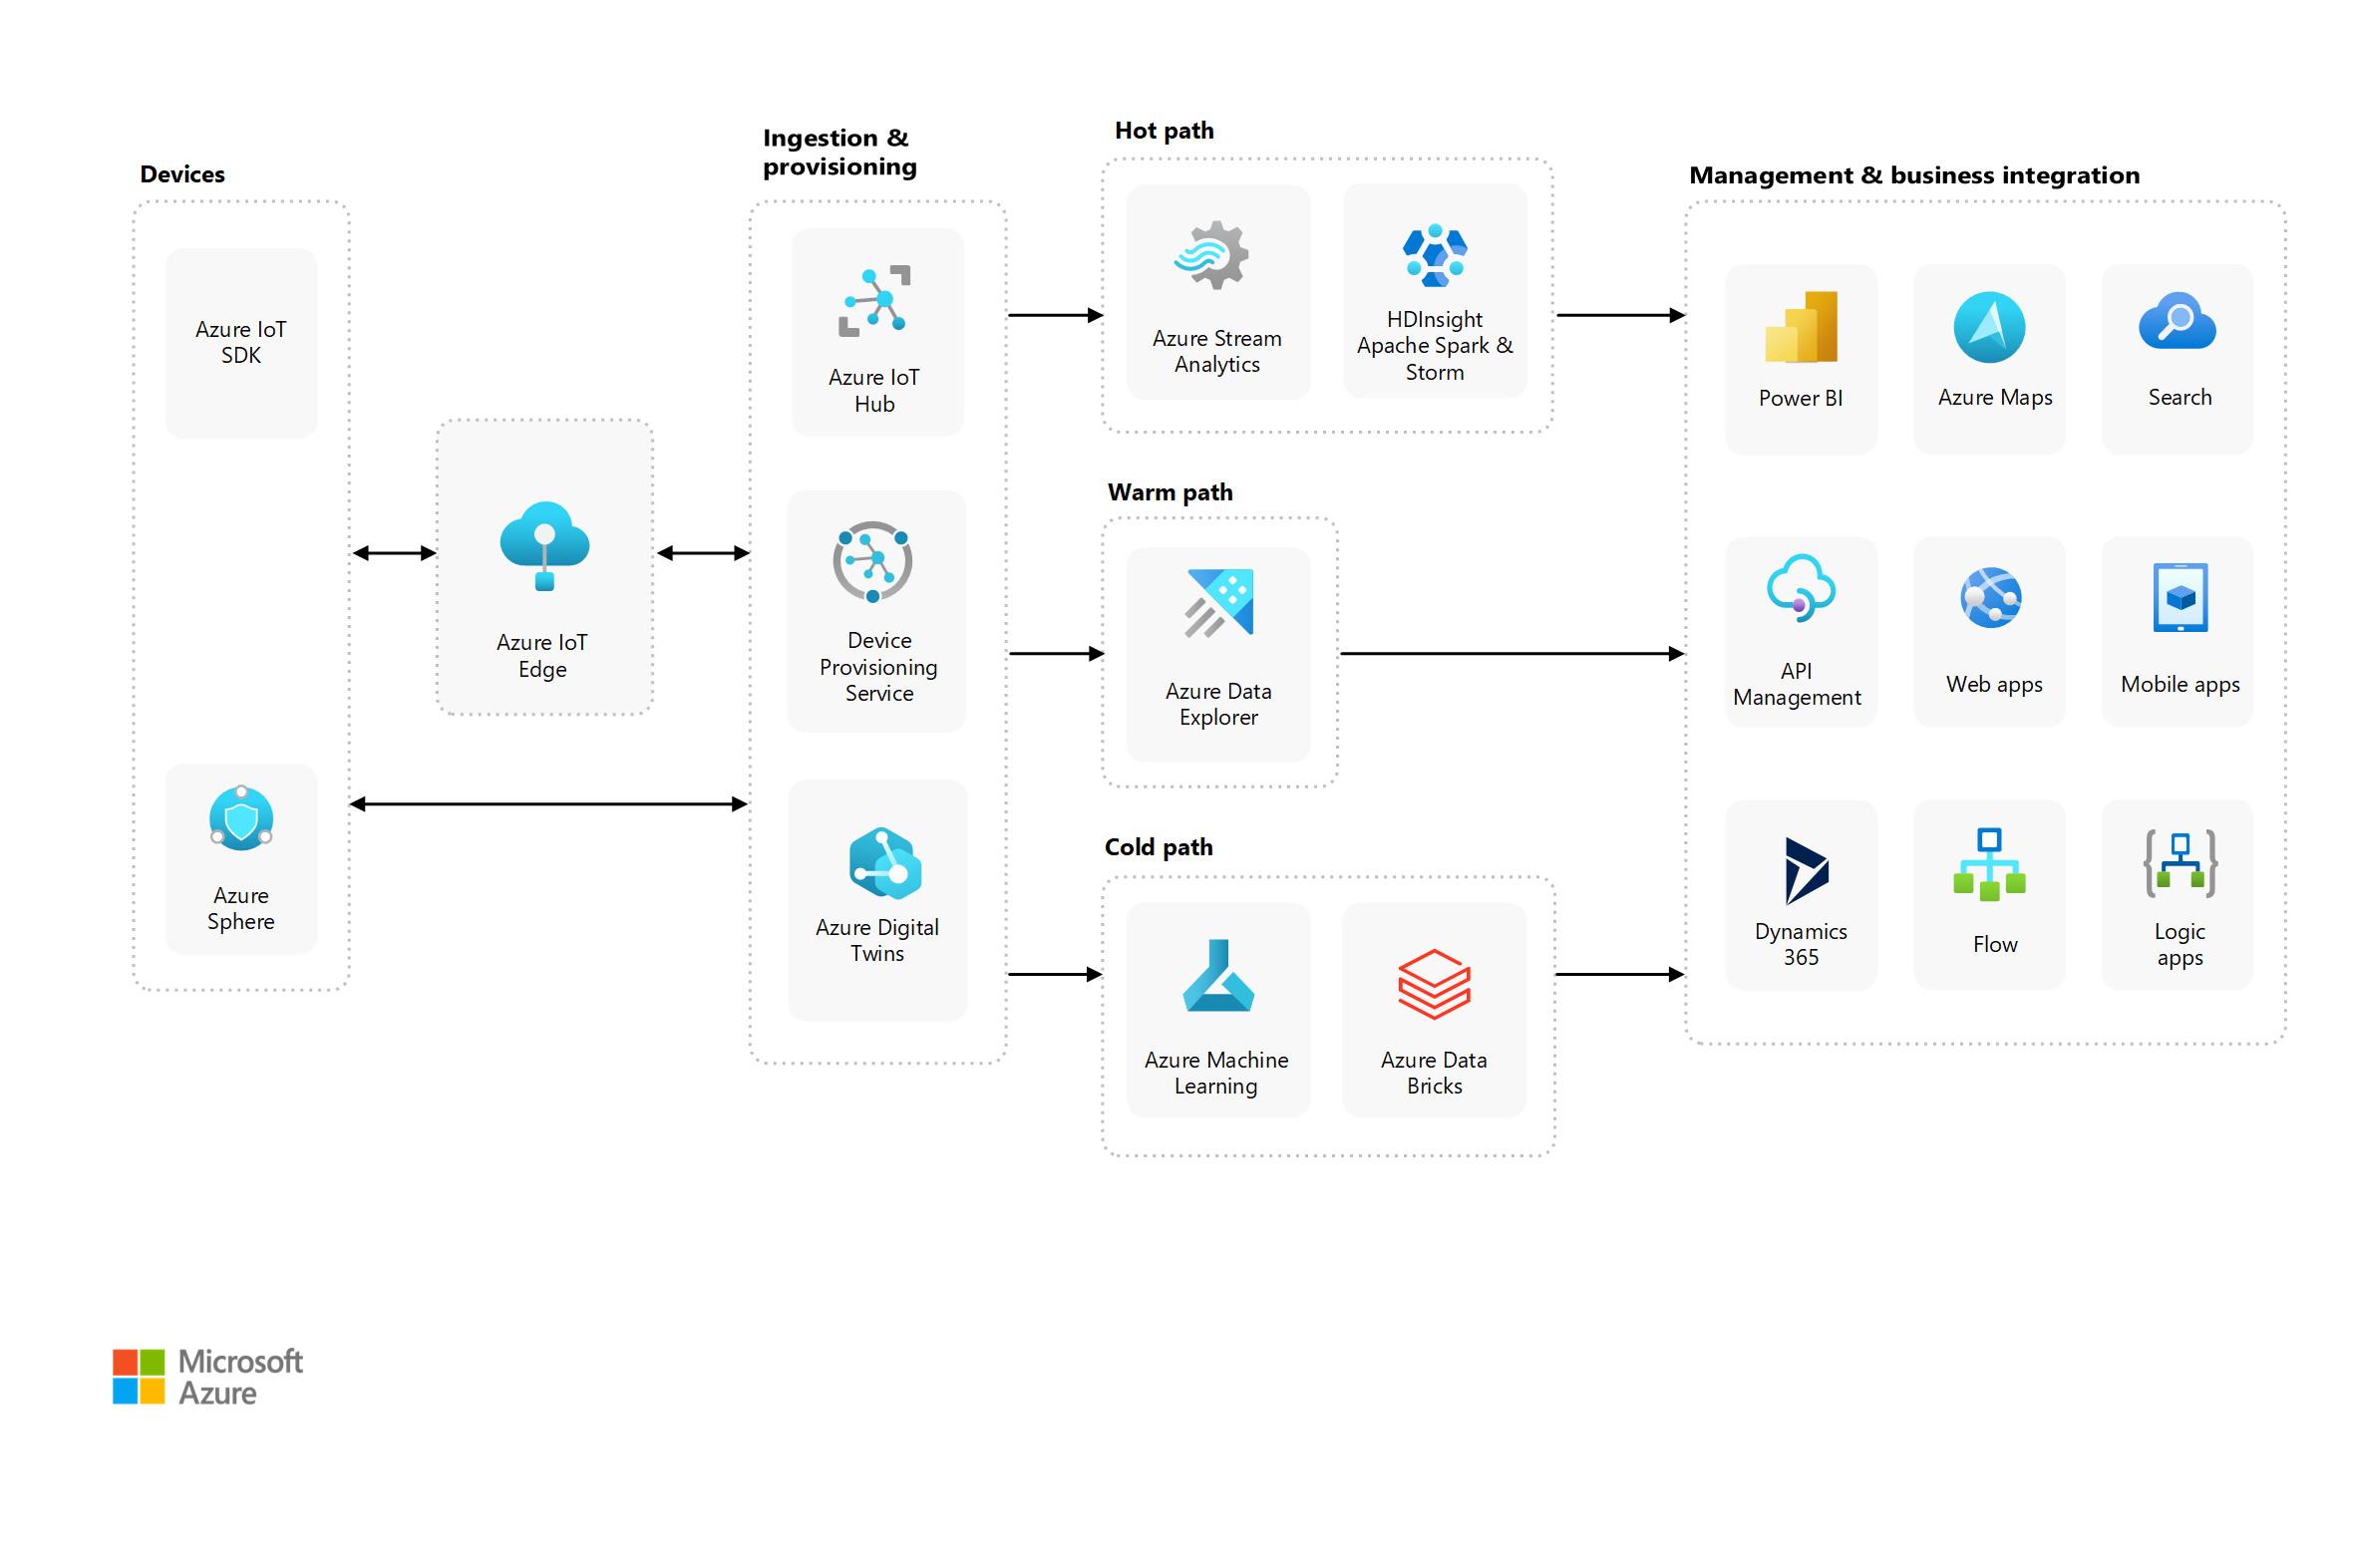 Devices
Azure IoT
SDK
Azure
Sphere
Azure IoT
Edge
Ingestion &
provisioning
Azure IoT
Hub
Device
Provisioning
Service
Azure Digital
Twins
Hot path
Azure Stream
Analytics
HDInsight
Apache Spark &
Storm
Warm path
Azure Data
Explorer
Cold path
Azure Machine
Learning
Azure Data
Bricks
Management & business integration
Power BI
Azure Maps
Search
API
Management
Web apps
Mobile apps
Dynamics
365
Flow
Logic
apps
Microsoft
Azure